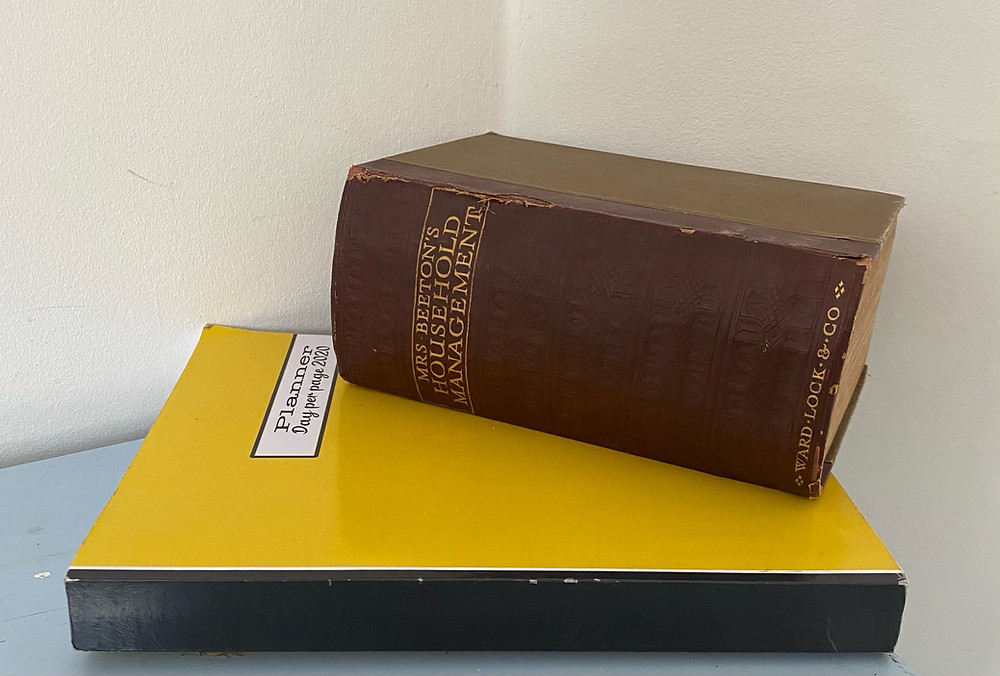 MRS·BEETON'S
HOUSEHOLD
MANAGEMENT
WARD·LOCK·&·CO
Planner
Day per page 2020